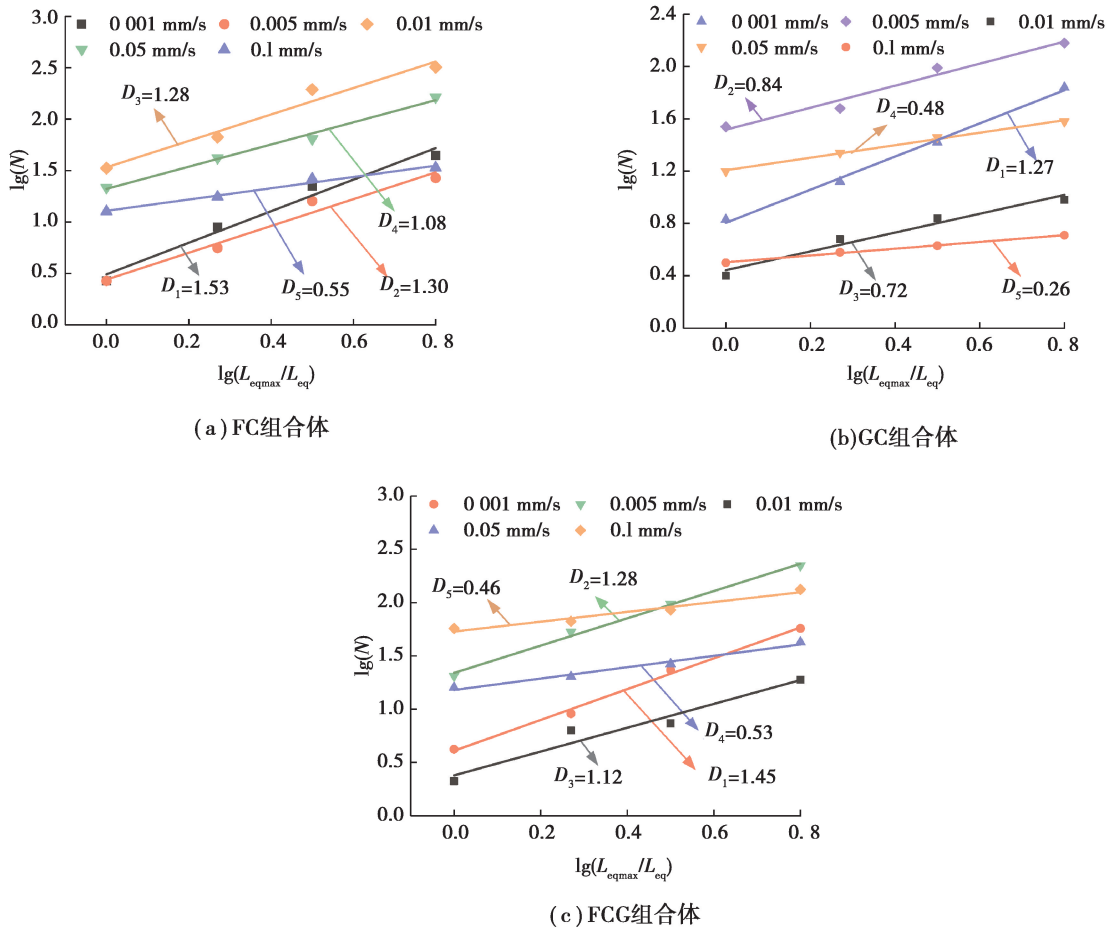 0 001 mm/s 0.005 mm/s 0.01 mm/s
0.05 mm/s 0.1 mm/s
3.0
2.5
2.0
1.5
1.0
0.5
0.0
lg(N)
D3=1.28
D4=1.08
D1=1.53
D5=0.55
D2=1.30
0.0 0.2 0.4 0.6 0. 8
lg(Leqmax/Leq)
(a)FC组合体
0 001 mm/s 0.005 mm/s 0.01 mm/s
0.05 mm/s 0.1 mm/s
2.4
2.0
1.6
1.2
0.8
0.4
0.0
lg(N)
D2=0.84
D4=0.48
D1=1.27
D3=0.72
D5=0.26
0.0 0.2 0.4 0.6 0. 8
lg(Leqmax/Leq)
(b)GC组合体
0 001 mm/s 0.005 mm/s 0.01 mm/s
0.05 mm/s 0.1 mm/s
3.0
2.5
2.0
1.5
1.0
0.5
0.0
lg(N)
D5=0.46
D2=1.28
D4=0.53
D3=1.12
D1=1.45
0.0 0.2 0.4 0.6 0. 8
lg(Leqmax/Leq)
(c)FCG组合体